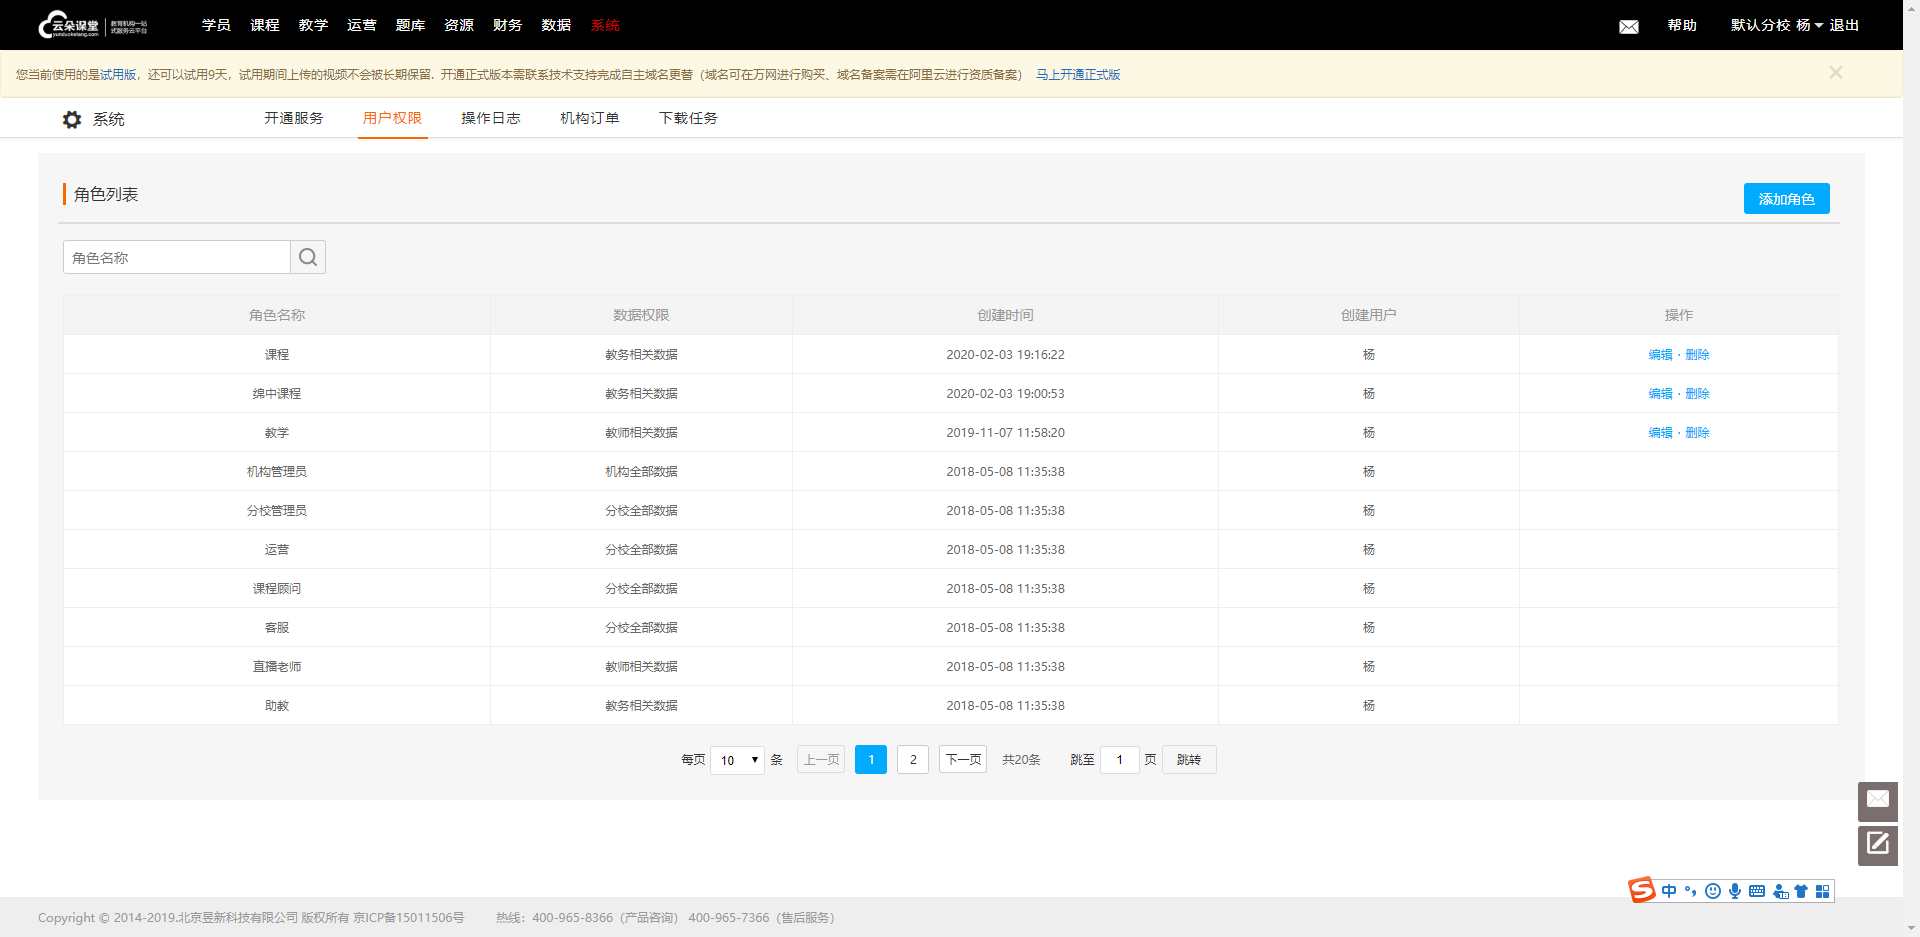 云朵课堂 yunduoketang.com 教育机构一站式服务云平台 学员 课程 教学 运营 题库 资源 财务 数据 系统 帮助 默认分校 杨 退出
您当前使用的是试用版，还可以试用9天，试用期间上传的视频不会被长期保留. 开通正式版本需联系技术支持完成自主域名更替（域名可在万网进行购买、域名备案需在阿里云进行资质备案） 马上开通正式版 ×
系统 开通服务 用户权限 操作日志 机构订单 下载任务
角色列表 添加角色
角色名称
角色名称 数据权限 创建时间 创建用户 操作
课程 教务相关数据 2020-02-03 19:16:22 杨 编辑 · 删除
绵中课程 教务相关数据 2020-02-03 19:00:53 杨 编辑 · 删除
教学 教师相关数据 2019-11-07 11:58:20 杨 编辑 · 删除
机构管理员 机构全部数据 2018-05-08 11:35:38 杨
分校管理员 分校全部数据 2018-05-08 11:35:38 杨
运营 分校全部数据 2018-05-08 11:35:38 杨
课程顾问 分校全部数据 2018-05-08 11:35:38 杨
客服 分校全部数据 2018-05-08 11:35:38 杨
直播老师 教师相关数据 2018-05-08 11:35:38 杨
助教 教务相关数据 2018-05-08 11:35:38 杨
每页 10 条 上一页 1 2 下一页 共20条 跳至 1 页 跳转
S 中
Copyright © 2014-2019.北京昱新科技有限公司 版权所有 京ICP备15011506号 热线：400-965-8366（产品咨询） 400-965-7366（售后服务）